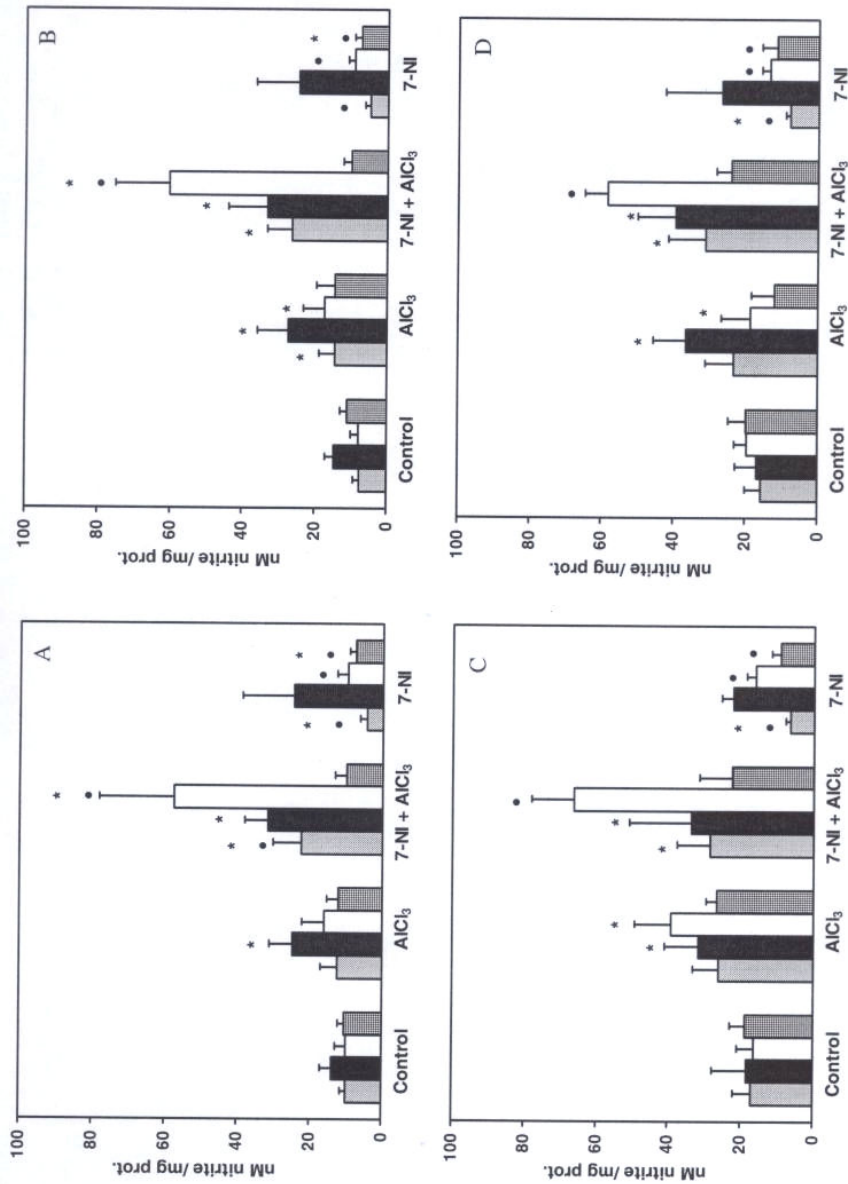 A
nM nitrite/mg prot.
100
80
60
40
20
0
Control
AlCl₃
7-NI + AlCl₃
7-NI
B
nM nitrite/mg prot.
100
80
60
40
20
0
Control
AlCl₃
7-NI + AlCl₃
7-NI
C
nM nitrite/mg prot.
100
80
60
40
20
0
Control
AlCl₃
7-NI + AlCl₃
7-NI
D
nM nitrite/mg prot.
100
80
60
40
20
0
Control
AlCl₃
7-NI + AlCl₃
7-NI